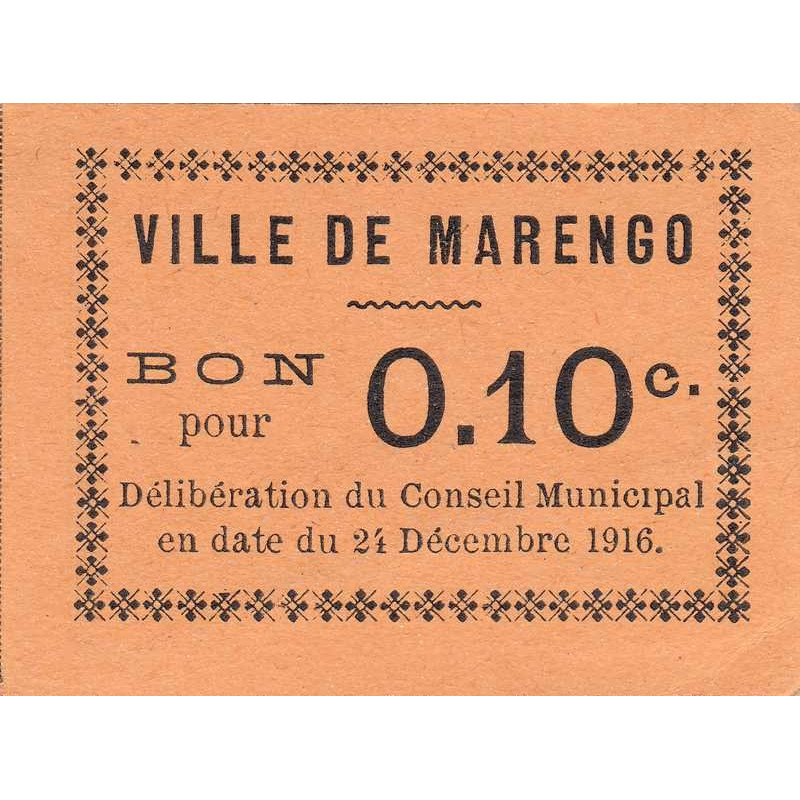 VILLE DE MARENGO
BON pour 0.10c.
Délibération du Conseil Municipal
en date du 24 Décembre 1916.